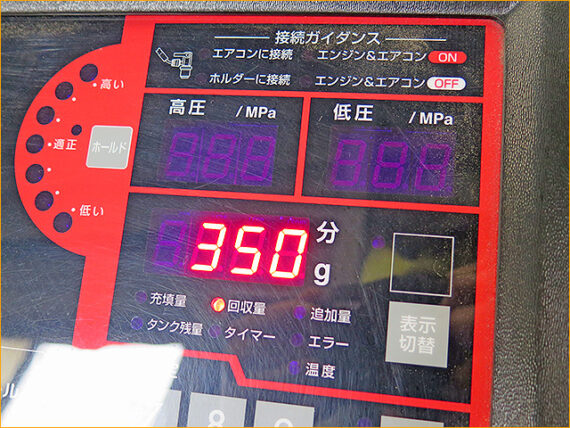 接続ガイダンス
エアコンに接続 エンジン&エアコン ON
ホルダーに接続 エンジン&エアコン OFF
高い
適正
低い
ホールド
高圧 /MPa
低圧 /MPa
350 分
g
充填量 回収量 追加量
タンク残量 タイマー エラー
温度
表示
切替
ル
8 9